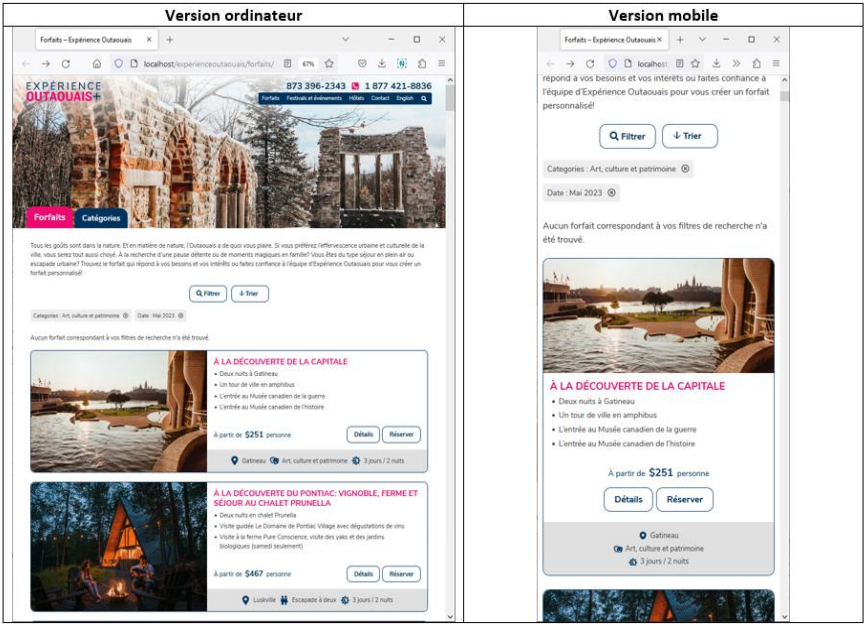 Version ordinateur
Version mobile
Forfaits – Expérience Outaouais
localhost/experienceoutaouais/forfaits/
67%
EXPÉRIENCE
OUTAOUAIS+
873 396-2343 1 877 421-8836
Forfaits Festivals et événements Hôtels Contact English
Forfaits Catégories
Tous les goûts sont dans la nature. Et en matière de nature, l'Outaouais a de quoi vous plaire. Si vous préférez l'effervescence urbaine et culturelle de la
ville, vous serez tout aussi choyé. À la recherche d'une pause détente ou de moments magiques en famille? Vous êtes du type séjour en plein air ou
escapade urbaine? Trouvez le forfait qui répond à vos besoins et vos intérêts ou faites confiance à l'équipe d'Expérience Outaouais pour vous créer un
forfait personnalisé!
Filtrer Trier
Categories : Art, culture et patrimoine Date : Mai 2023
Aucun forfait correspondant à vos filtres de recherche n'a été trouvé.
À LA DÉCOUVERTE DE LA CAPITALE
• Deux nuits à Gatineau
• Un tour de ville en amphibus
• L'entrée au Musée canadien de la guerre
• L'entrée au Musée canadien de l'histoire
À partir de $251 personne
Détails Réserver
Gatineau Art, culture et patrimoine 3 jours / 2 nuits
À LA DÉCOUVERTE DU PONTIAC: VIGNOBLE, FERME ET
SÉJOUR AU CHALET PRUNELLA
• Deux nuits en chalet Prunella
• Visite guidée Le Domaine de Pontiac Village avec dégustations de vins
• Visite à la ferme Pure Conscience, visite des yaks et des jardins
biologiques (samedi seulement)
À partir de $467 personne
Détails Réserver
Luskville Escapade à deux 3 jours / 2 nuits
Forfaits – Expérience Outaouais
localhost:
répond à vos besoins et vos intérêts ou faites confiance à
l'équipe d'Expérience Outaouais pour vous créer un forfait
personnalisé!
Filtrer Trier
Categories : Art, culture et patrimoine
Date : Mai 2023
Aucun forfait correspondant à vos filtres de recherche n'a
été trouvé.
À LA DÉCOUVERTE DE LA CAPITALE
• Deux nuits à Gatineau
• Un tour de ville en amphibus
• L'entrée au Musée canadien de la guerre
• L'entrée au Musée canadien de l'histoire
À partir de $251 personne
Détails Réserver
Gatineau
Art, culture et patrimoine
3 jours / 2 nuits